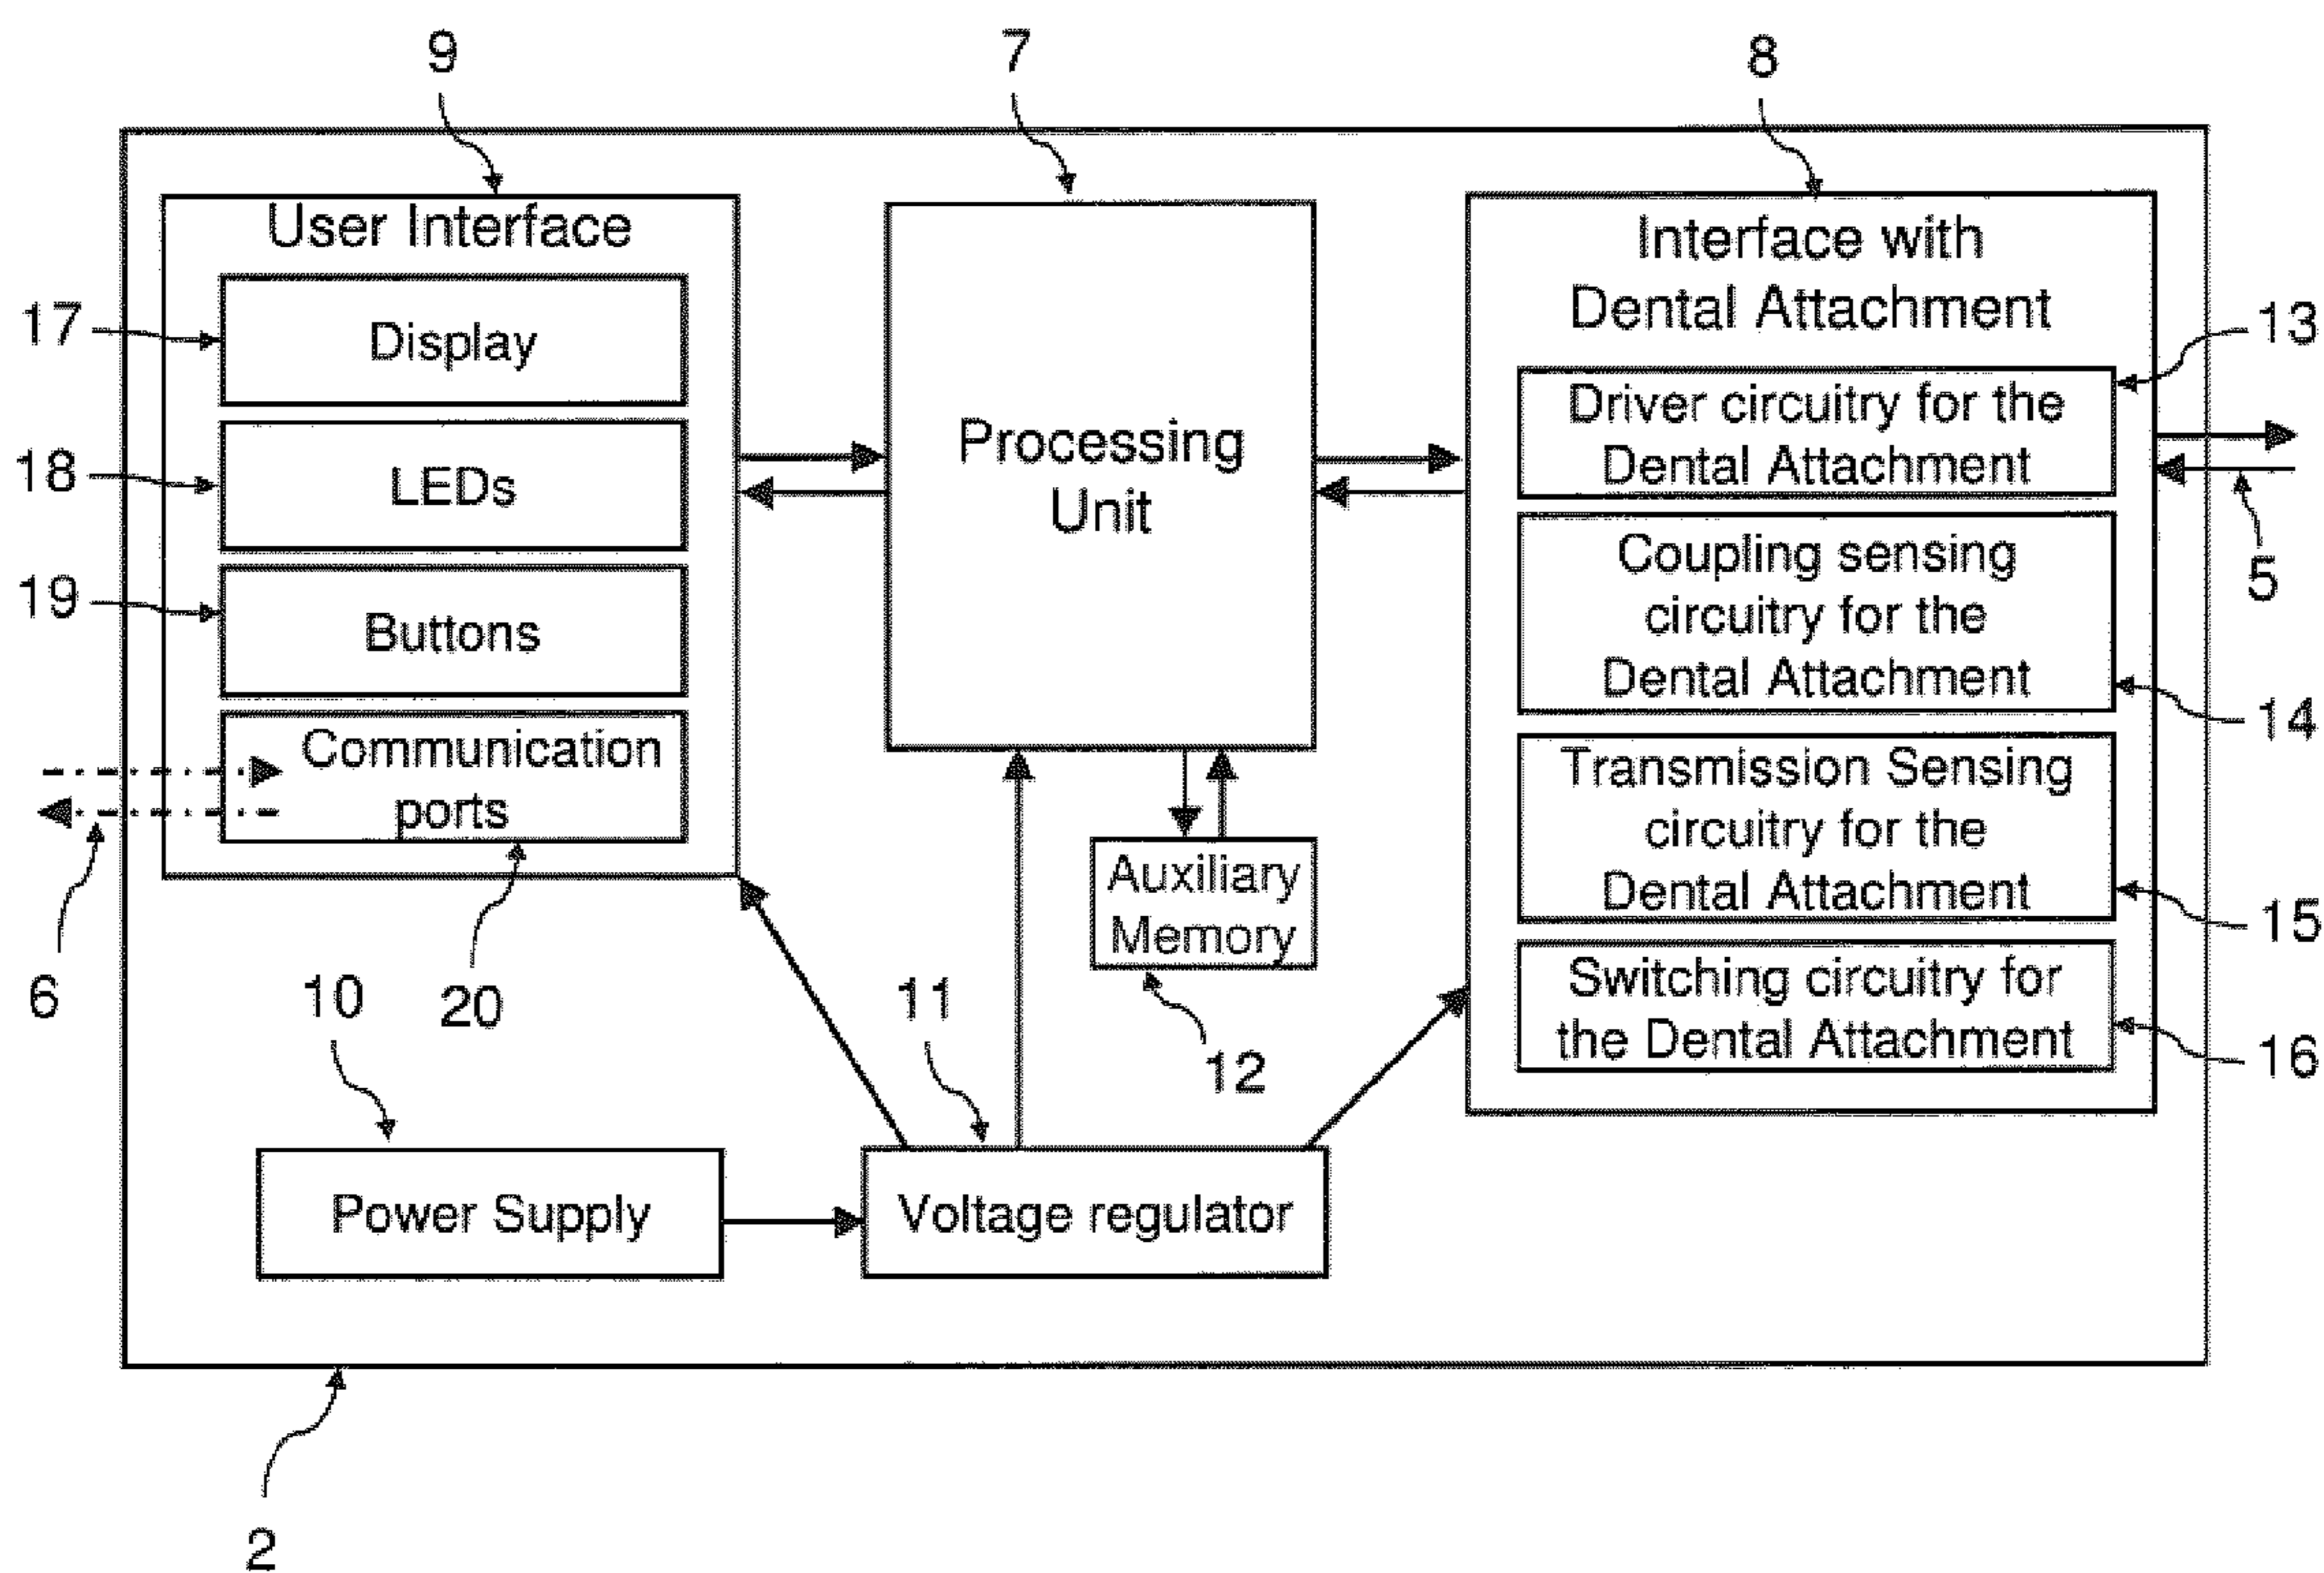 9
7
8
User Interface
Display
LEDs
Buttons
Communication
ports
17
18
19
6
20
Processing
Unit
Auxiliary
Memory
12
Interface with
Dental Attachment
Driver circuitry for the
Dental Attachment
Coupling sensing
circuitry for the
Dental Attachment
Transmission Sensing
circuitry for the
Dental Attachment
Switching circuitry for
the Dental Attachment
13
5
14
15
16
10
11
Power Supply
Voltage regulator
2